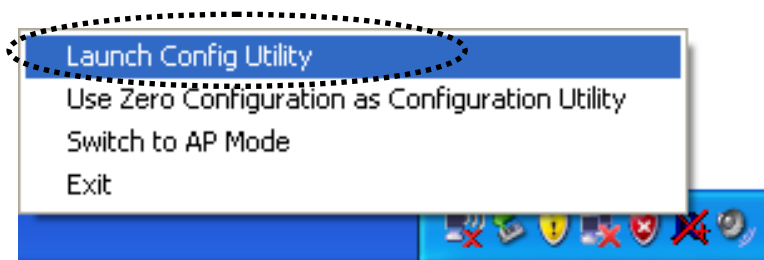 Launch Config Utility
Use Zero Configuration as Configuration Utility
Switch to AP Mode
Exit